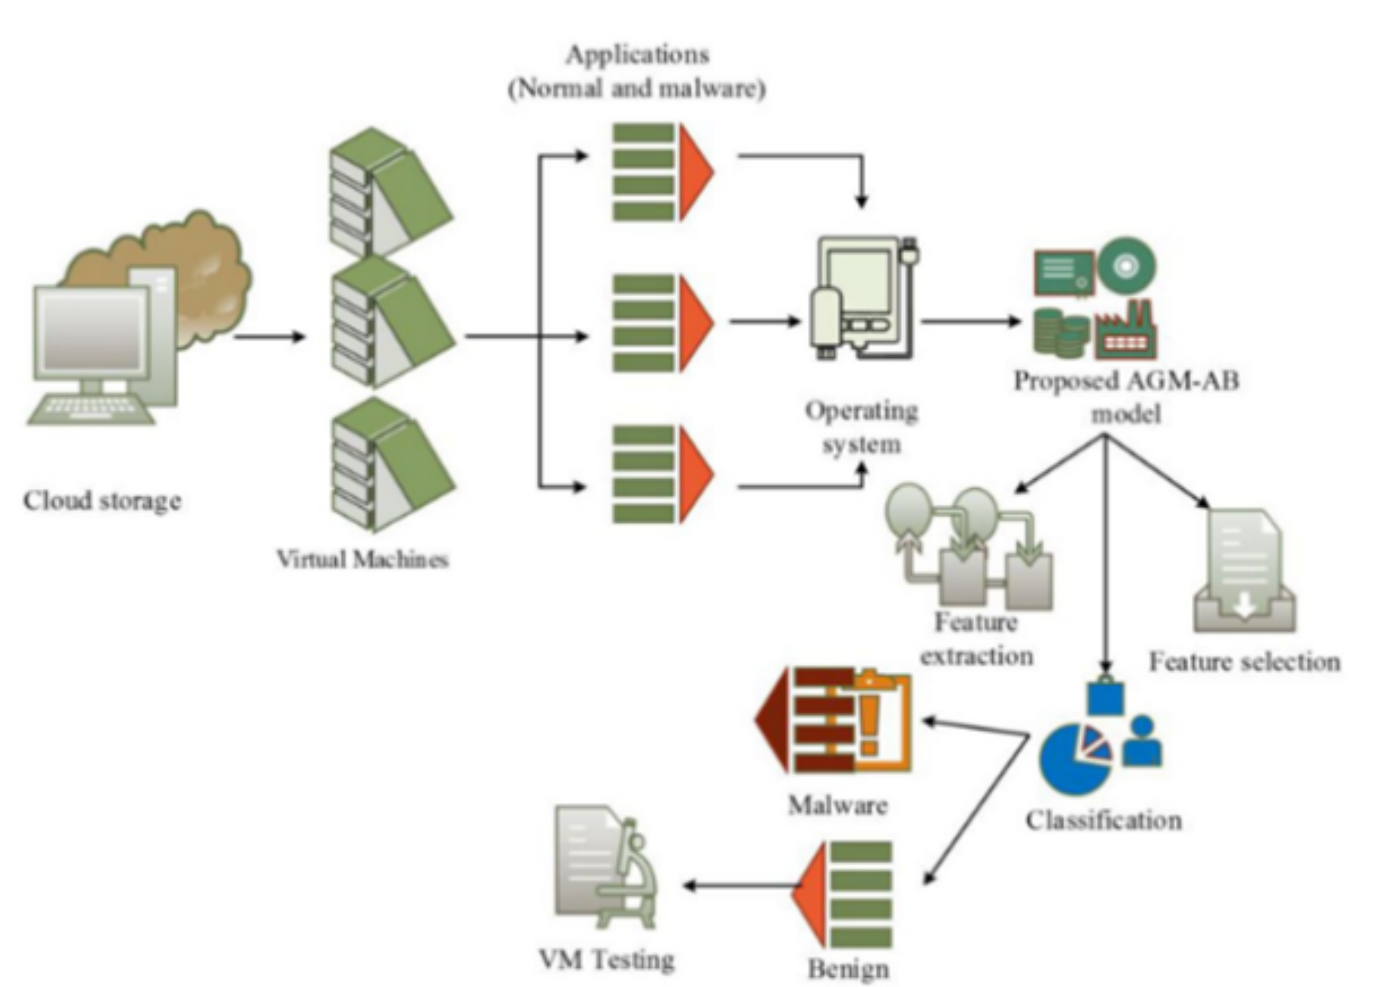 Applications
(Normal and malware)
Cloud storage
Virtual Machines
Operating
system
Proposed AGM-AB
model
Feature
extraction
Feature selection
Classification
Malware
Benign
VM Testing